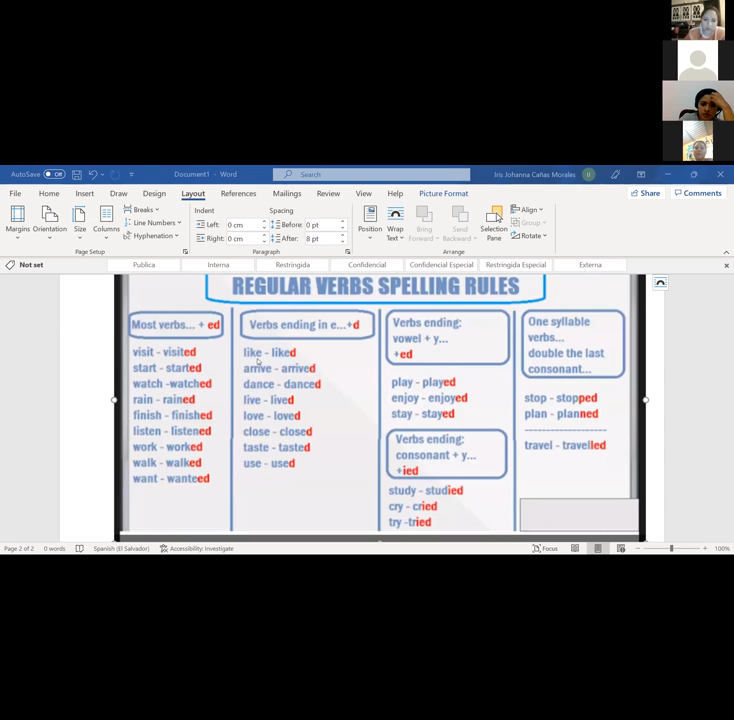 AutoSave Off Document1 - Word Search Iris Johanna Cañas Morales IJ
File Home Insert Draw Design Layout References Mailings Review View Help Picture Format Share Comments
Margins Orientation Size Columns
Breaks
Line Numbers
Hyphenation
Page Setup
Indent
Left: 0 cm
Right: 0 cm
Spacing
Before: 0 pt
After: 8 pt
Paragraph
Position Wrap Text Bring Forward Send Backward Selection Pane
Align
Group
Rotate
Arrange
Not set Publica Interna Restringida Confidencial Confidencial Especial Restringida Especial Externa
REGULAR VERBS SPELLING RULES
Most verbs... + ed
visit - visited
start - started
watch -watched
rain - rained
finish - finished
listen - listened
work - worked
walk - walked
want - wanteed
Verbs ending in e...+d
like - liked
arrive - arrived
dance - danced
live - lived
love - loved
close - closed
taste - tasted
use - used
Verbs ending:
vowel + y...
+ed
play - played
enjoy - enjoyed
stay - stayed
Verbs ending:
consonant + y...
+ied
study - studied
cry - cried
try -tried
One syllable
verbs...
double the last
consonant...
stop - stopped
plan - planned
-------------------
travel - travelled
Page 2 of 2 0 words Spanish (El Salvador) Accessibility: Investigate Focus 100%